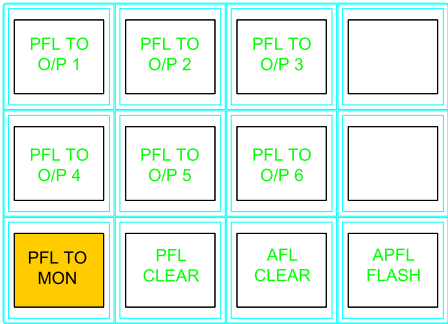 PFL TO
O/P 1
PFL TO
O/P 2
PFL TO
O/P 3
PFL TO
O/P 4
PFL TO
O/P 5
PFL TO
O/P 6
PFL TO
MON
PFL
CLEAR
AFL
CLEAR
APFL
FLASH